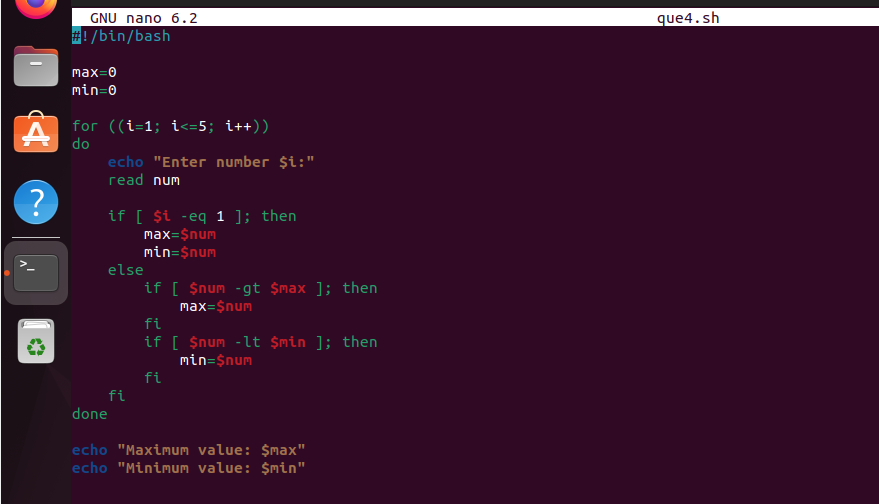 GNU nano 6.2 que4.sh
#!/bin/bash
max=0
min=0
for ((i=1; i<=5; i++))
do
    echo "Enter number $i:"
    read num
    if [ $i -eq 1 ]; then
        max=$num
        min=$num
    else
        if [ $num -gt $max ]; then
            max=$num
        fi
        if [ $num -lt $min ]; then
            min=$num
        fi
    fi
done
echo "Maximum value: $max"
echo "Minimum value: $min"